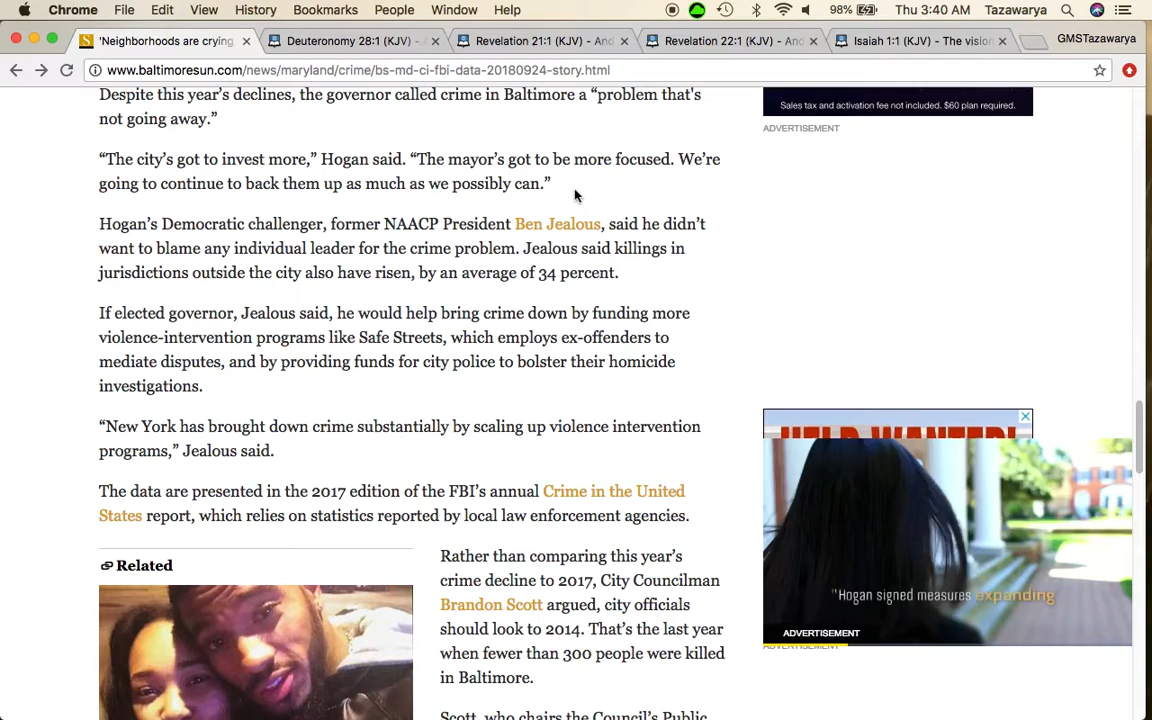 Chrome File Edit View History Bookmarks People Window Help 98% Thu 3:40 AM Tazawarya
'Neighborhoods are crying Deuteronomy 28:1 (KJV) - A Revelation 21:1 (KJV) - And Revelation 22:1 (KJV) - And Isaiah 1:1 (KJV) - The vision GMSTazawarya
www.baltimoresun.com/news/maryland/crime/bs-md-ci-fbi-data-20180924-story.html
Despite this year's declines, the governor called crime in Baltimore a “problem that's
not going away.”
Sales tax and activation fee not included. $60 plan required.
ADVERTISEMENT
“The city’s got to invest more,” Hogan said. “The mayor’s got to be more focused. We’re
going to continue to back them up as much as we possibly can.”
Hogan’s Democratic challenger, former NAACP President Ben Jealous, said he didn’t
want to blame any individual leader for the crime problem. Jealous said killings in
jurisdictions outside the city also have risen, by an average of 34 percent.
If elected governor, Jealous said, he would help bring crime down by funding more
violence-intervention programs like Safe Streets, which employs ex-offenders to
mediate disputes, and by providing funds for city police to bolster their homicide
investigations.
“New York has brought down crime substantially by scaling up violence intervention
programs,” Jealous said.
The data are presented in the 2017 edition of the FBI’s annual Crime in the United
States report, which relies on statistics reported by local law enforcement agencies.
Related
Rather than comparing this year’s
crime decline to 2017, City Councilman
Brandon Scott argued, city officials
should look to 2014. That’s the last year
when fewer than 300 people were killed
in Baltimore.
Scott, who chairs the Council’s Public
HELP WANTED!
"Hogan signed measures expanding
ADVERTISEMENT
ADVERTISEMENT